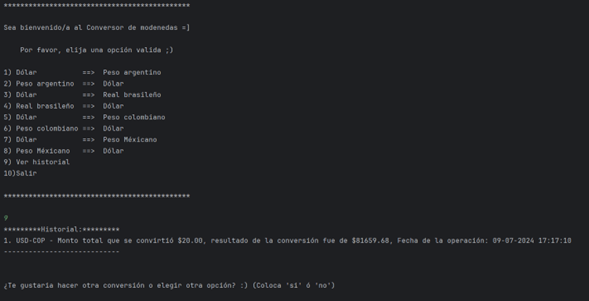 **********************************************
Sea bienvenido/a al Conversor de modenedas =]
Por favor, elija una opción valida ;)
1) Dólar ==> Peso argentino
2) Peso argentino ==> Dólar
3) Dólar ==> Real brasileño
4) Real brasileño ==> Dólar
5) Dólar ==> Peso colombiano
6) Peso colombiano ==> Dólar
7) Dólar ==> Peso Méxicano
8) Peso Méxicano ==> Dólar
9) Ver historial
10)Salir
**********************************************
9
*********Historial:*********
1. USD-COP - Monto total que se convirtió $20.00, resultado de la conversión fue de $81659.68, Fecha de la operación: 09-07-2024 17:17:10
----------------------------
¿Te gustaria hacer otra conversión o elegir otra opción? :) (Coloca 'si' ó 'no')